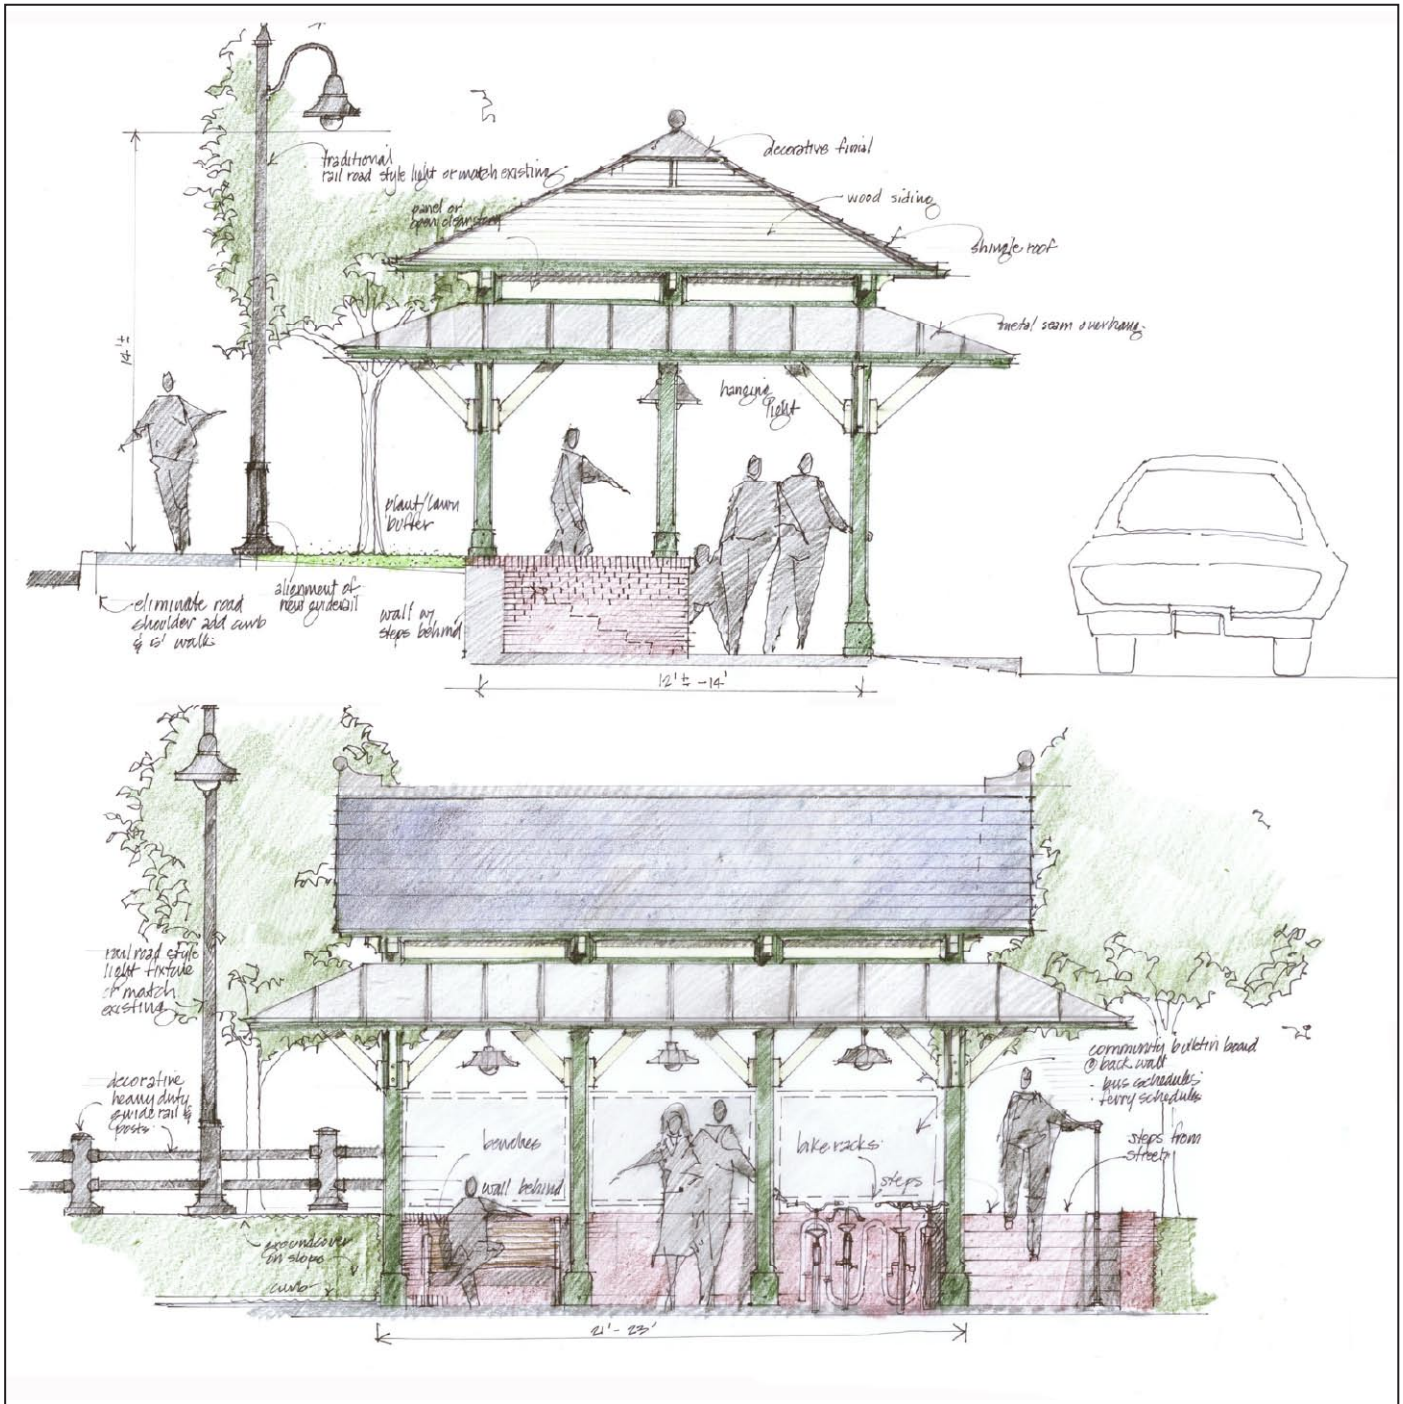 traditional
rail road style light or match existing
decorative finial
wood siding
shingle roof
panel or
metal seam overhang
14'±
hanging
light
plant/lawn
buffer
eliminate road
shoulder add curb
& 5' walk
alignment of
new guiderail
wall w/
steps behind
12'± - 14'
rail road style
light fixture
or match
existing
decorative
heavy duty
guiderail &
posts
benches
wall behind
bike racks
steps
community bulletin board
@ back wall
· bus schedules
· ferry schedules
steps from
street
groundcover
on slope
curb
21' - 23'